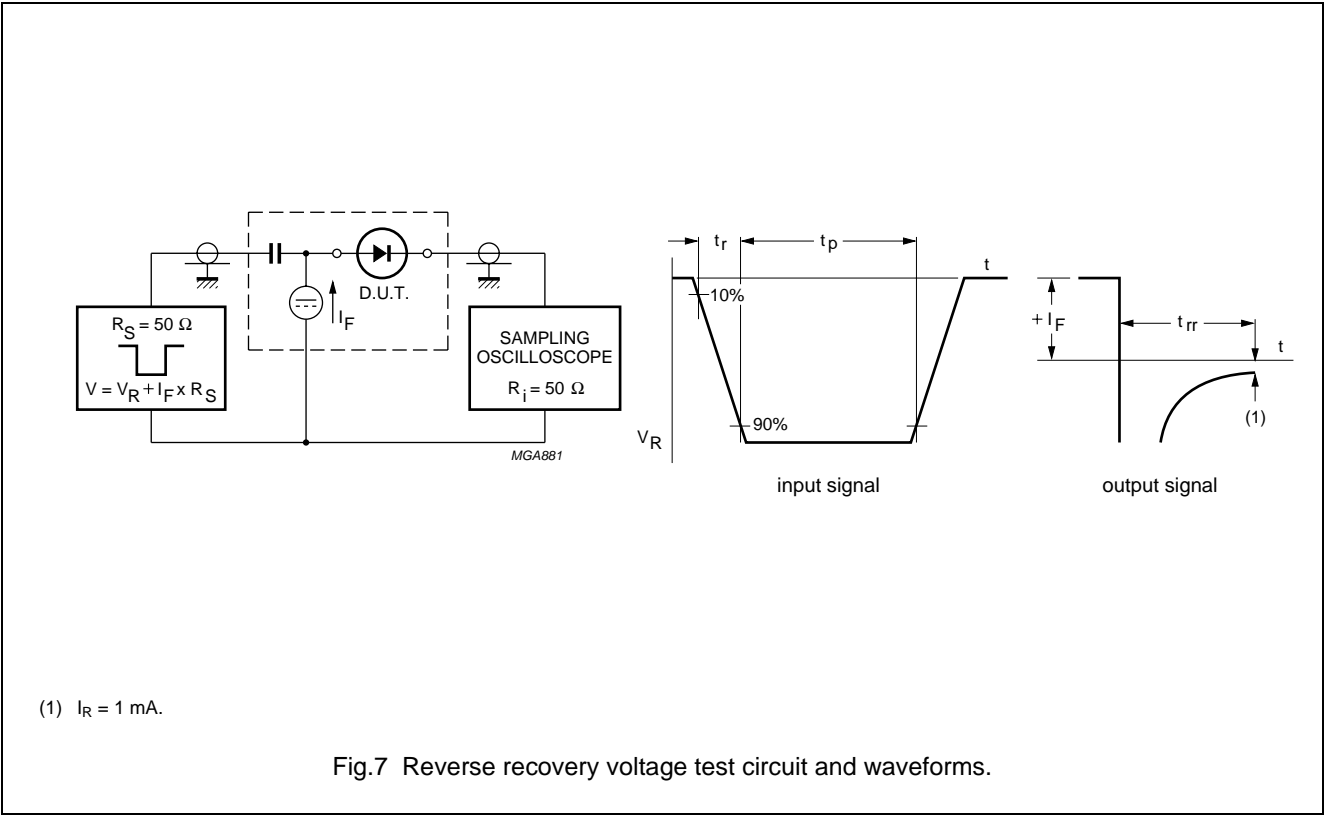 R_S = 50 Ω
V = V_R + I_F x R_S
I_F
D.U.T.
SAMPLING
OSCILLOSCOPE
R_i = 50 Ω
MGA881
t_r
t_p
t
10%
90%
V_R
input signal
+ I_F
t_rr
t
(1)
output signal
(1) I_R = 1 mA.
Fig.7 Reverse recovery voltage test circuit and waveforms.